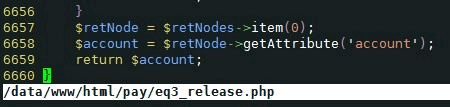 6656 }
6657 $retNode = $retNodes->item(0);
6658 $account = $retNode->getAttribute('account');
6659 return $account;
6660 }
/data/www/html/pay/eq3_release.php